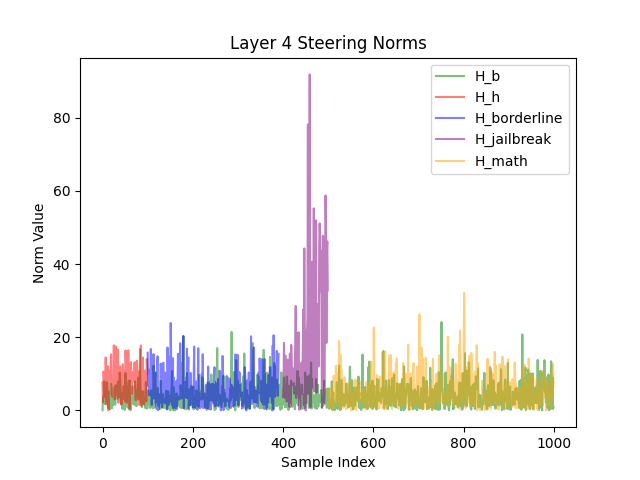 Layer 4 Steering Norms
H_b
H_h
H_borderline
H_jailbreak
H_math
Norm Value
80
60
40
20
0
0
200
400
600
800
1000
Sample Index